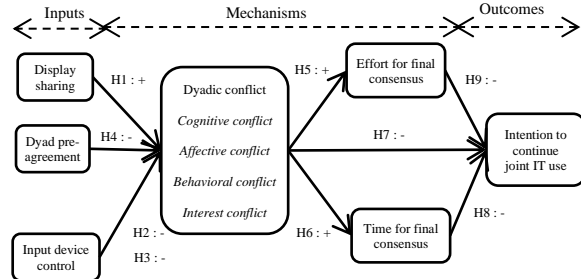 Inputs Mechanisms Outcomes
Display
sharing
H1 : +
Dyad pre-
agreement
H4 : -
Input device
control
H2 : -
H3 : -
Dyadic conflict
Cognitive conflict
Affective conflict
Behavioral conflict
Interest conflict
H5 : +
H7 : -
H6 : +
Effort for final
consensus
Time for final
consensus
H9 : -
H8 : -
Intention to
continue
joint IT use